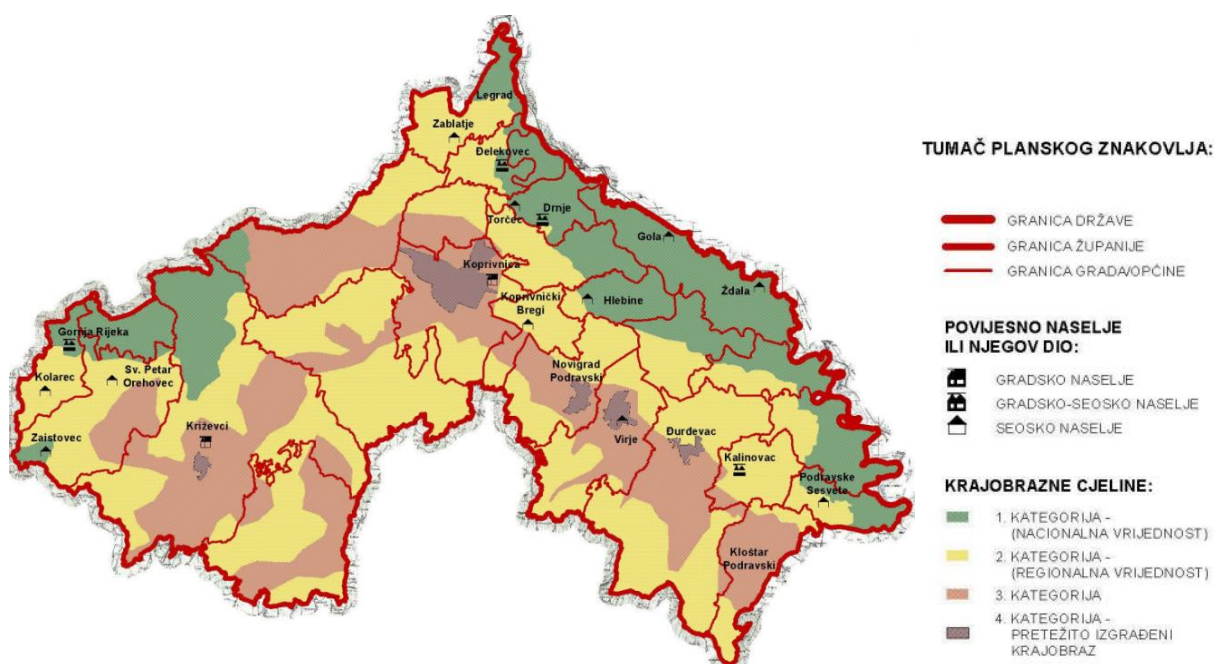 Legrad
Zablatje
Đelekovec
Torčec
Drnje
Gola
Ždala
Koprivnica
Koprivnički
Bregi
Hlebine
Gornja Rijeka
Kolarec
Sv. Petar
Orehovec
Zaistovec
Križevci
Novigrad
Podravski
Virje
Đurđevac
Kalinovac
Podravske
Sesvete
Kloštar
Podravski
TUMAČ PLANSKOG ZNAKOVLJA:
GRANICA DRŽAVE
GRANICA ŽUPANIJE
GRANICA GRADA/OPĆINE
POVIJESNO NASELJE
ILI NJEGOV DIO:
GRADSKO NASELJE
GRADSKO-SEOSKO NASELJE
SEOSKO NASELJE
KRAJOBRAZNE CJELINE:
1. KATEGORIJA -
(NACIONALNA VRIJEDNOST)
2. KATEGORIJA -
(REGIONALNA VRIJEDNOST)
3. KATEGORIJA
4. KATEGORIJA -
PRETEŽITO IZGRAĐENI
KRAJOBRAZ